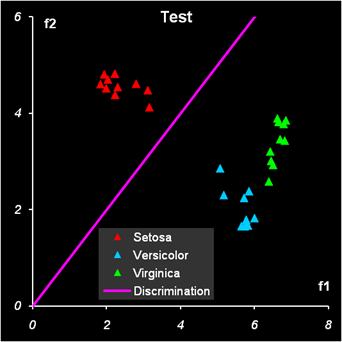 Test
6
f2
4
2
Setosa
Versicolor
Virginica
Discrimination
f1
0
0
2
4
6
8